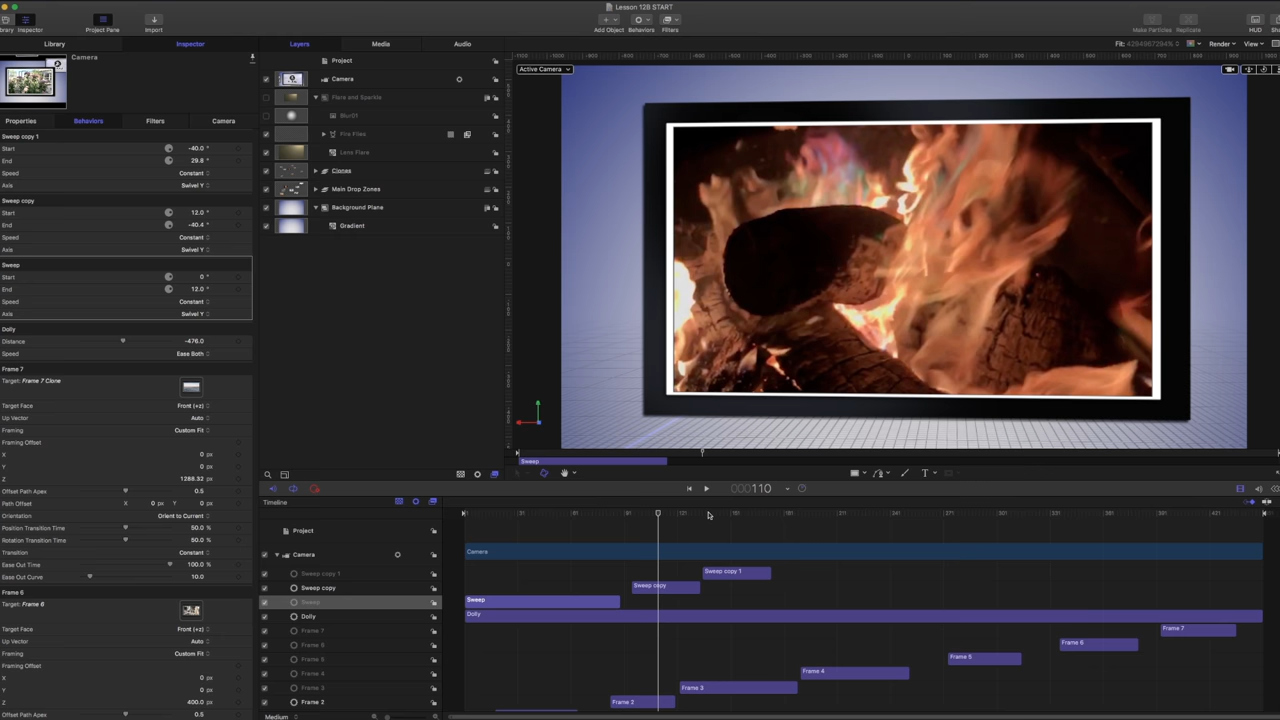 Lesson 12B START
Library
Inspector
Project Pane
Import
Add Object
Behaviors
Filters
Make Particles
Replicate
HUD
Library
Inspector
Layers
Media
Audio
Fit: 4294967294%
Render
View
Camera
Properties
Behaviors
Filters
Camera
Sweep copy 1
Start -40.0 °
End 29.8 °
Speed Constant
Axis Swivel Y
Sweep copy
Start 12.0 °
End -40.4 °
Speed Constant
Axis Swivel Y
Sweep
Start 0 °
End 12.0 °
Speed Constant
Axis Swivel Y
Dolly
Distance -476.0
Speed Ease Both
Frame 7
Target: Frame 7 Clone
Target Face Front (+z)
Up Vector Auto
Framing Custom Fit
Framing Offset
X 0 px
Y 0 px
Z 1288.32 px
Offset Path Apex 0.5
Path Offset X 0 px Y 0 px
Orientation Orient to Current
Position Transition Time 50.0 %
Rotation Transition Time 50.0 %
Transition Constant
Ease Out Time 100.0 %
Ease Out Curve 10.0
Frame 6
Target: Frame 6
Target Face Front (+z)
Up Vector Auto
Framing Custom Fit
Framing Offset
X 0 px
Y 0 px
Z 400.0 px
Offset Path Apex 0.5
Project
Camera
Flare and Sparkle
Blur01
Fire Flies
Lens Flare
Clones
Main Drop Zones
Background Plane
Gradient
Active Camera
Sweep
110
Timeline
Project
Camera
Sweep copy 1
Sweep copy
Sweep
Dolly
Frame 7
Frame 6
Frame 5
Frame 4
Frame 3
Frame 2
Medium
Camera
Sweep copy 1
Sweep copy
Sweep
Dolly
Frame 7
Frame 6
Frame 5
Frame 4
Frame 3
Frame 2